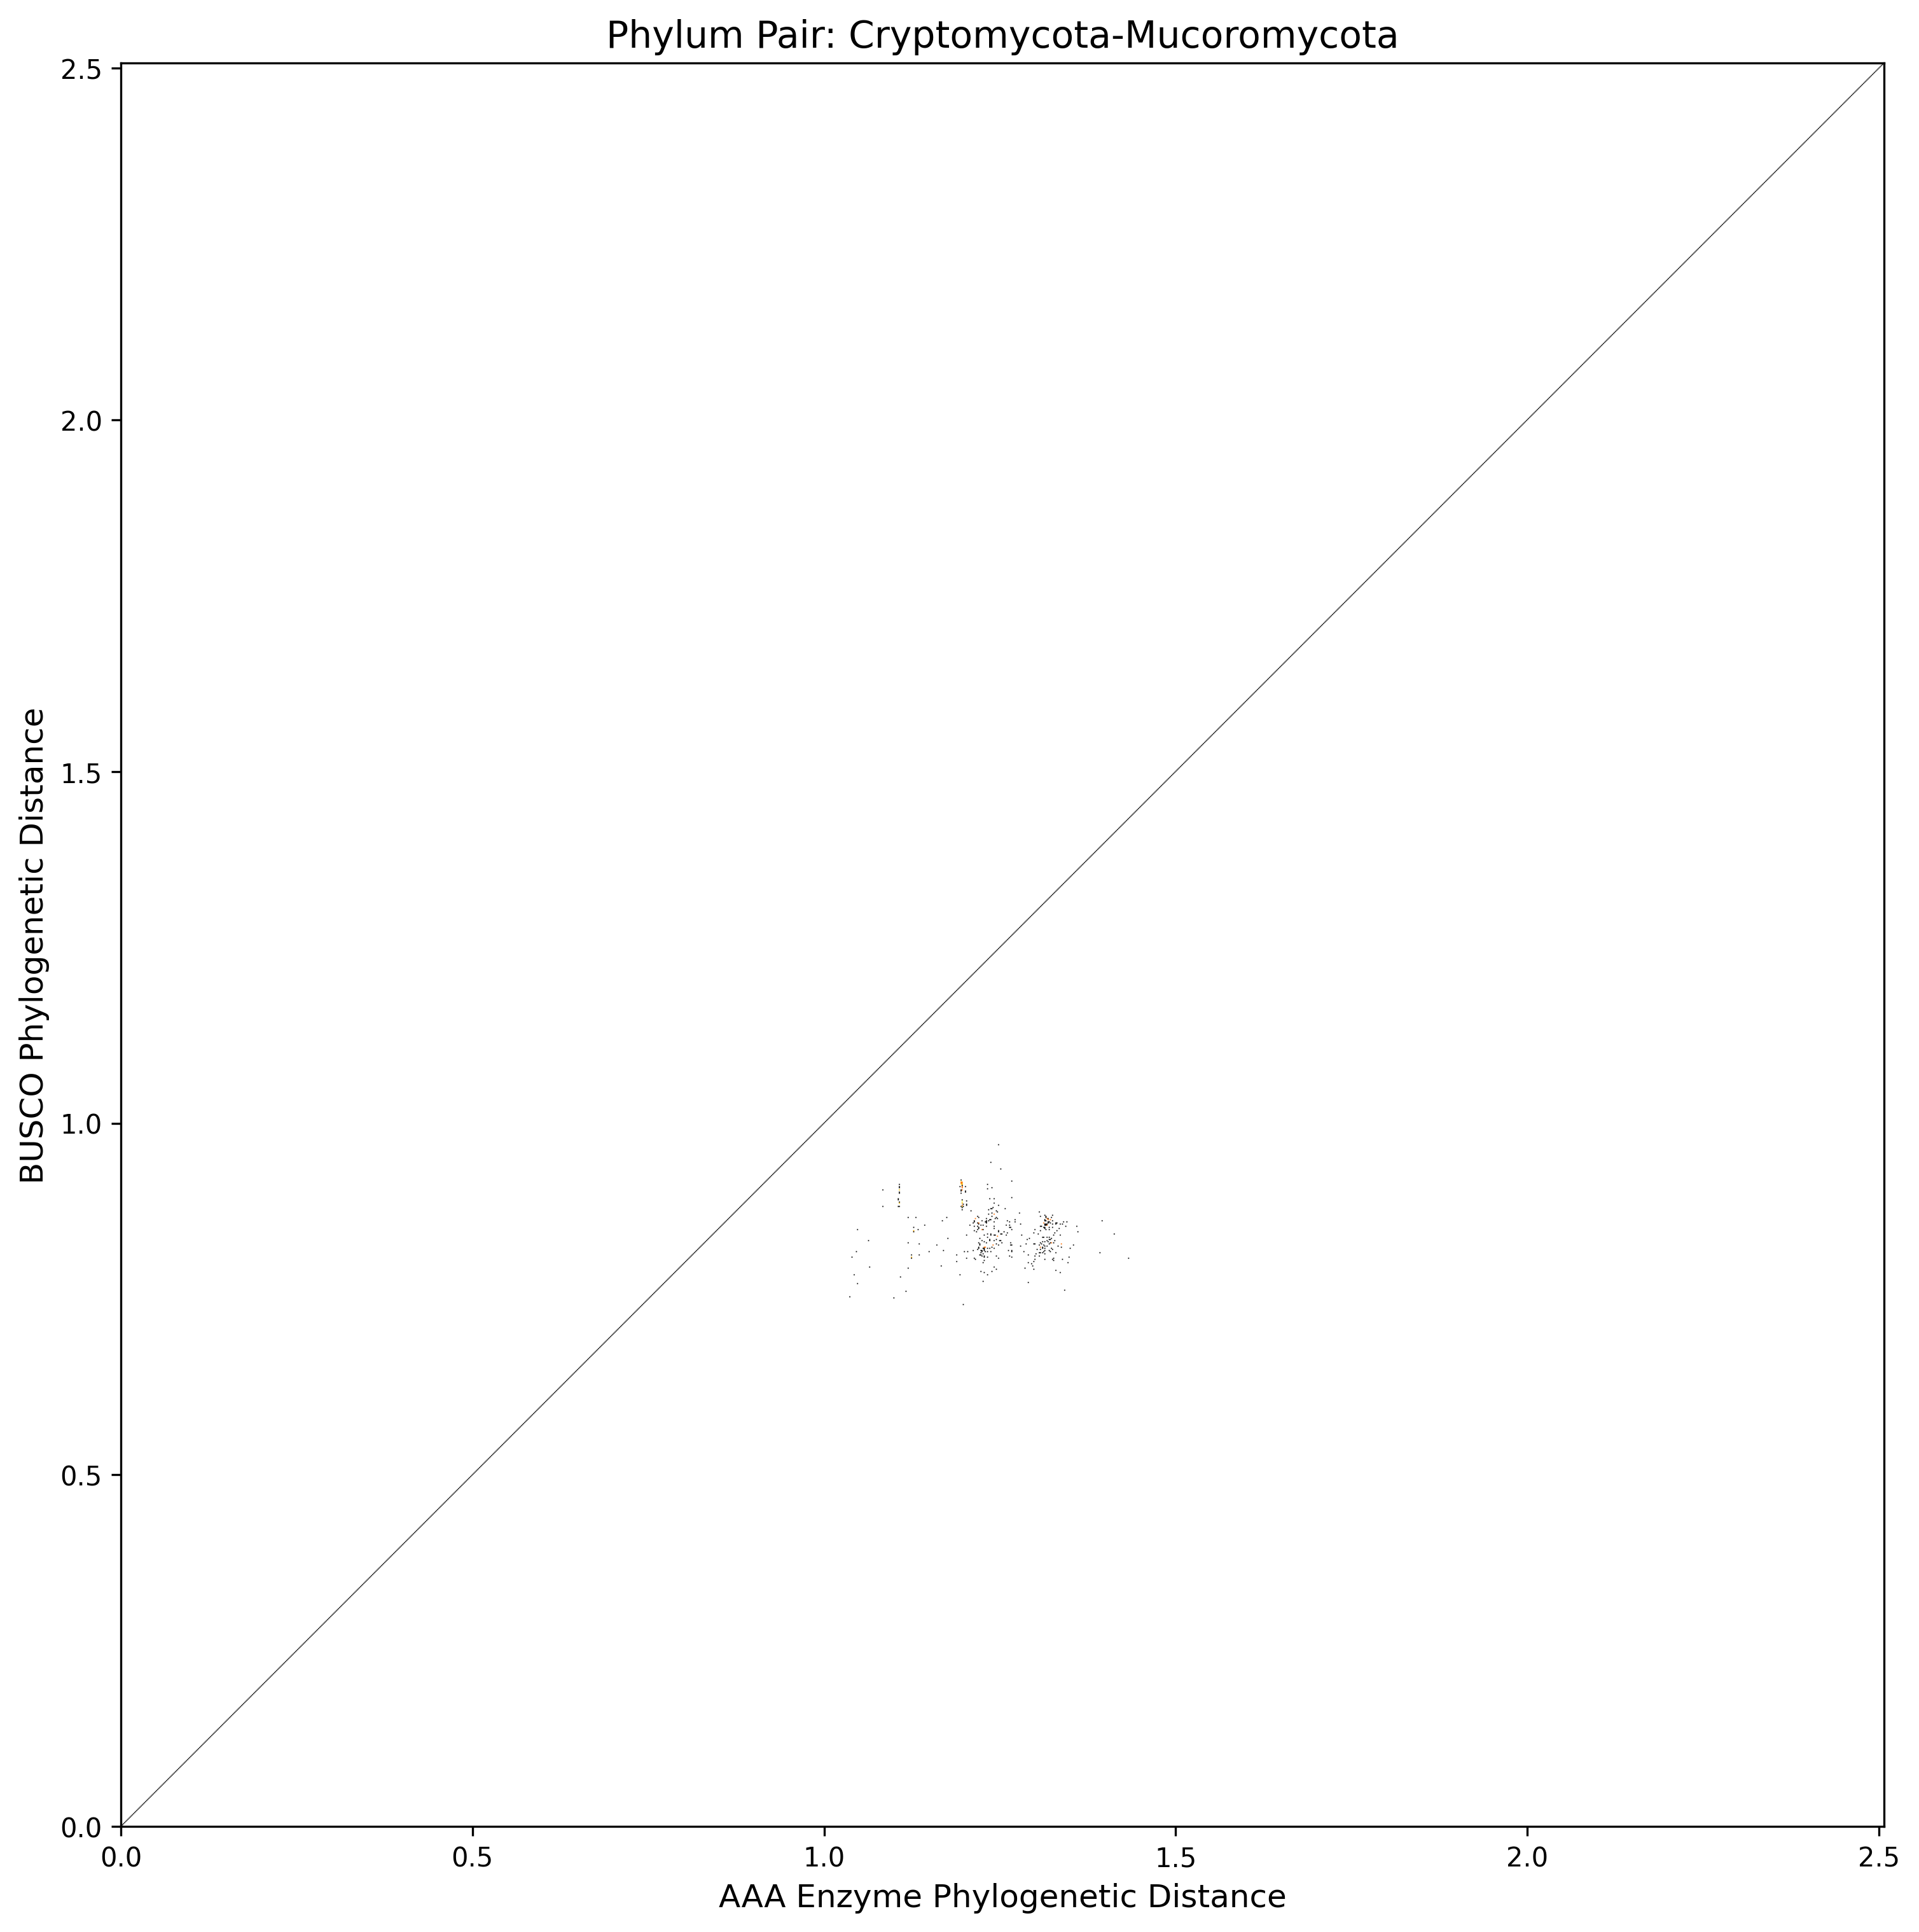 Phylum Pair: Cryptomycota-Mucoromycota
2.5
2.0
1.5
1.0
0.5
0.0
BUSCO Phylogenetic Distance
0.0 0.5 1.0 1.5 2.0 2.5
AAA Enzyme Phylogenetic Distance